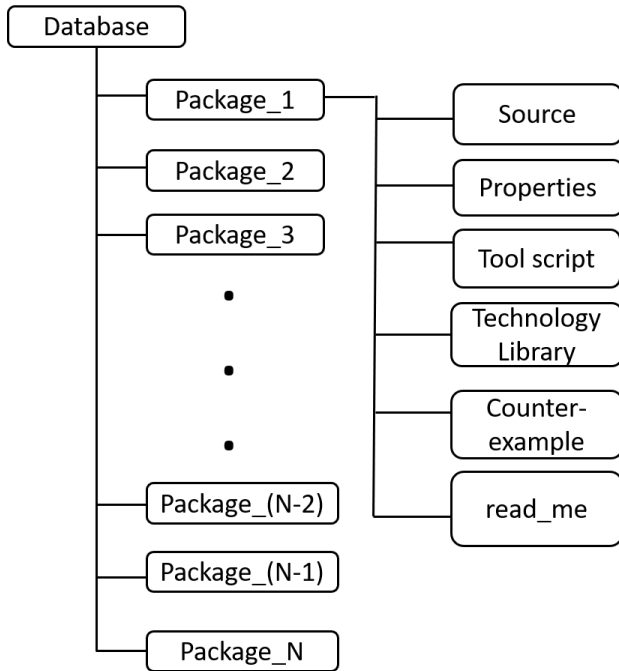 Database
Package_1
Package_2
Package_3
Package_(N-2)
Package_(N-1)
Package_N
Source
Properties
Tool script
Technology
Library
Counter-
example
read_me